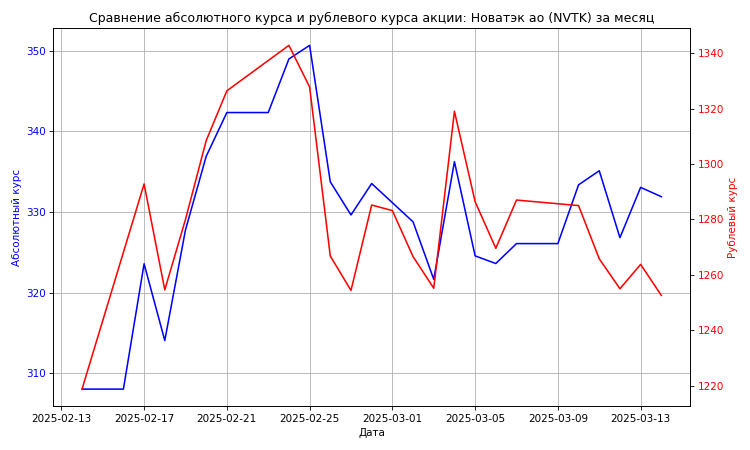 Сравнение абсолютного курса и рублевого курса акции: Новатэк ао (NVTK) за месяц
Абсолютный курс
350
340
330
320
310
1340
1320
1300
1280
1260
1240
1220
Рублевый курс
2025-02-13 2025-02-17 2025-02-21 2025-02-25 2025-03-01 2025-03-05 2025-03-09 2025-03-13
Дата